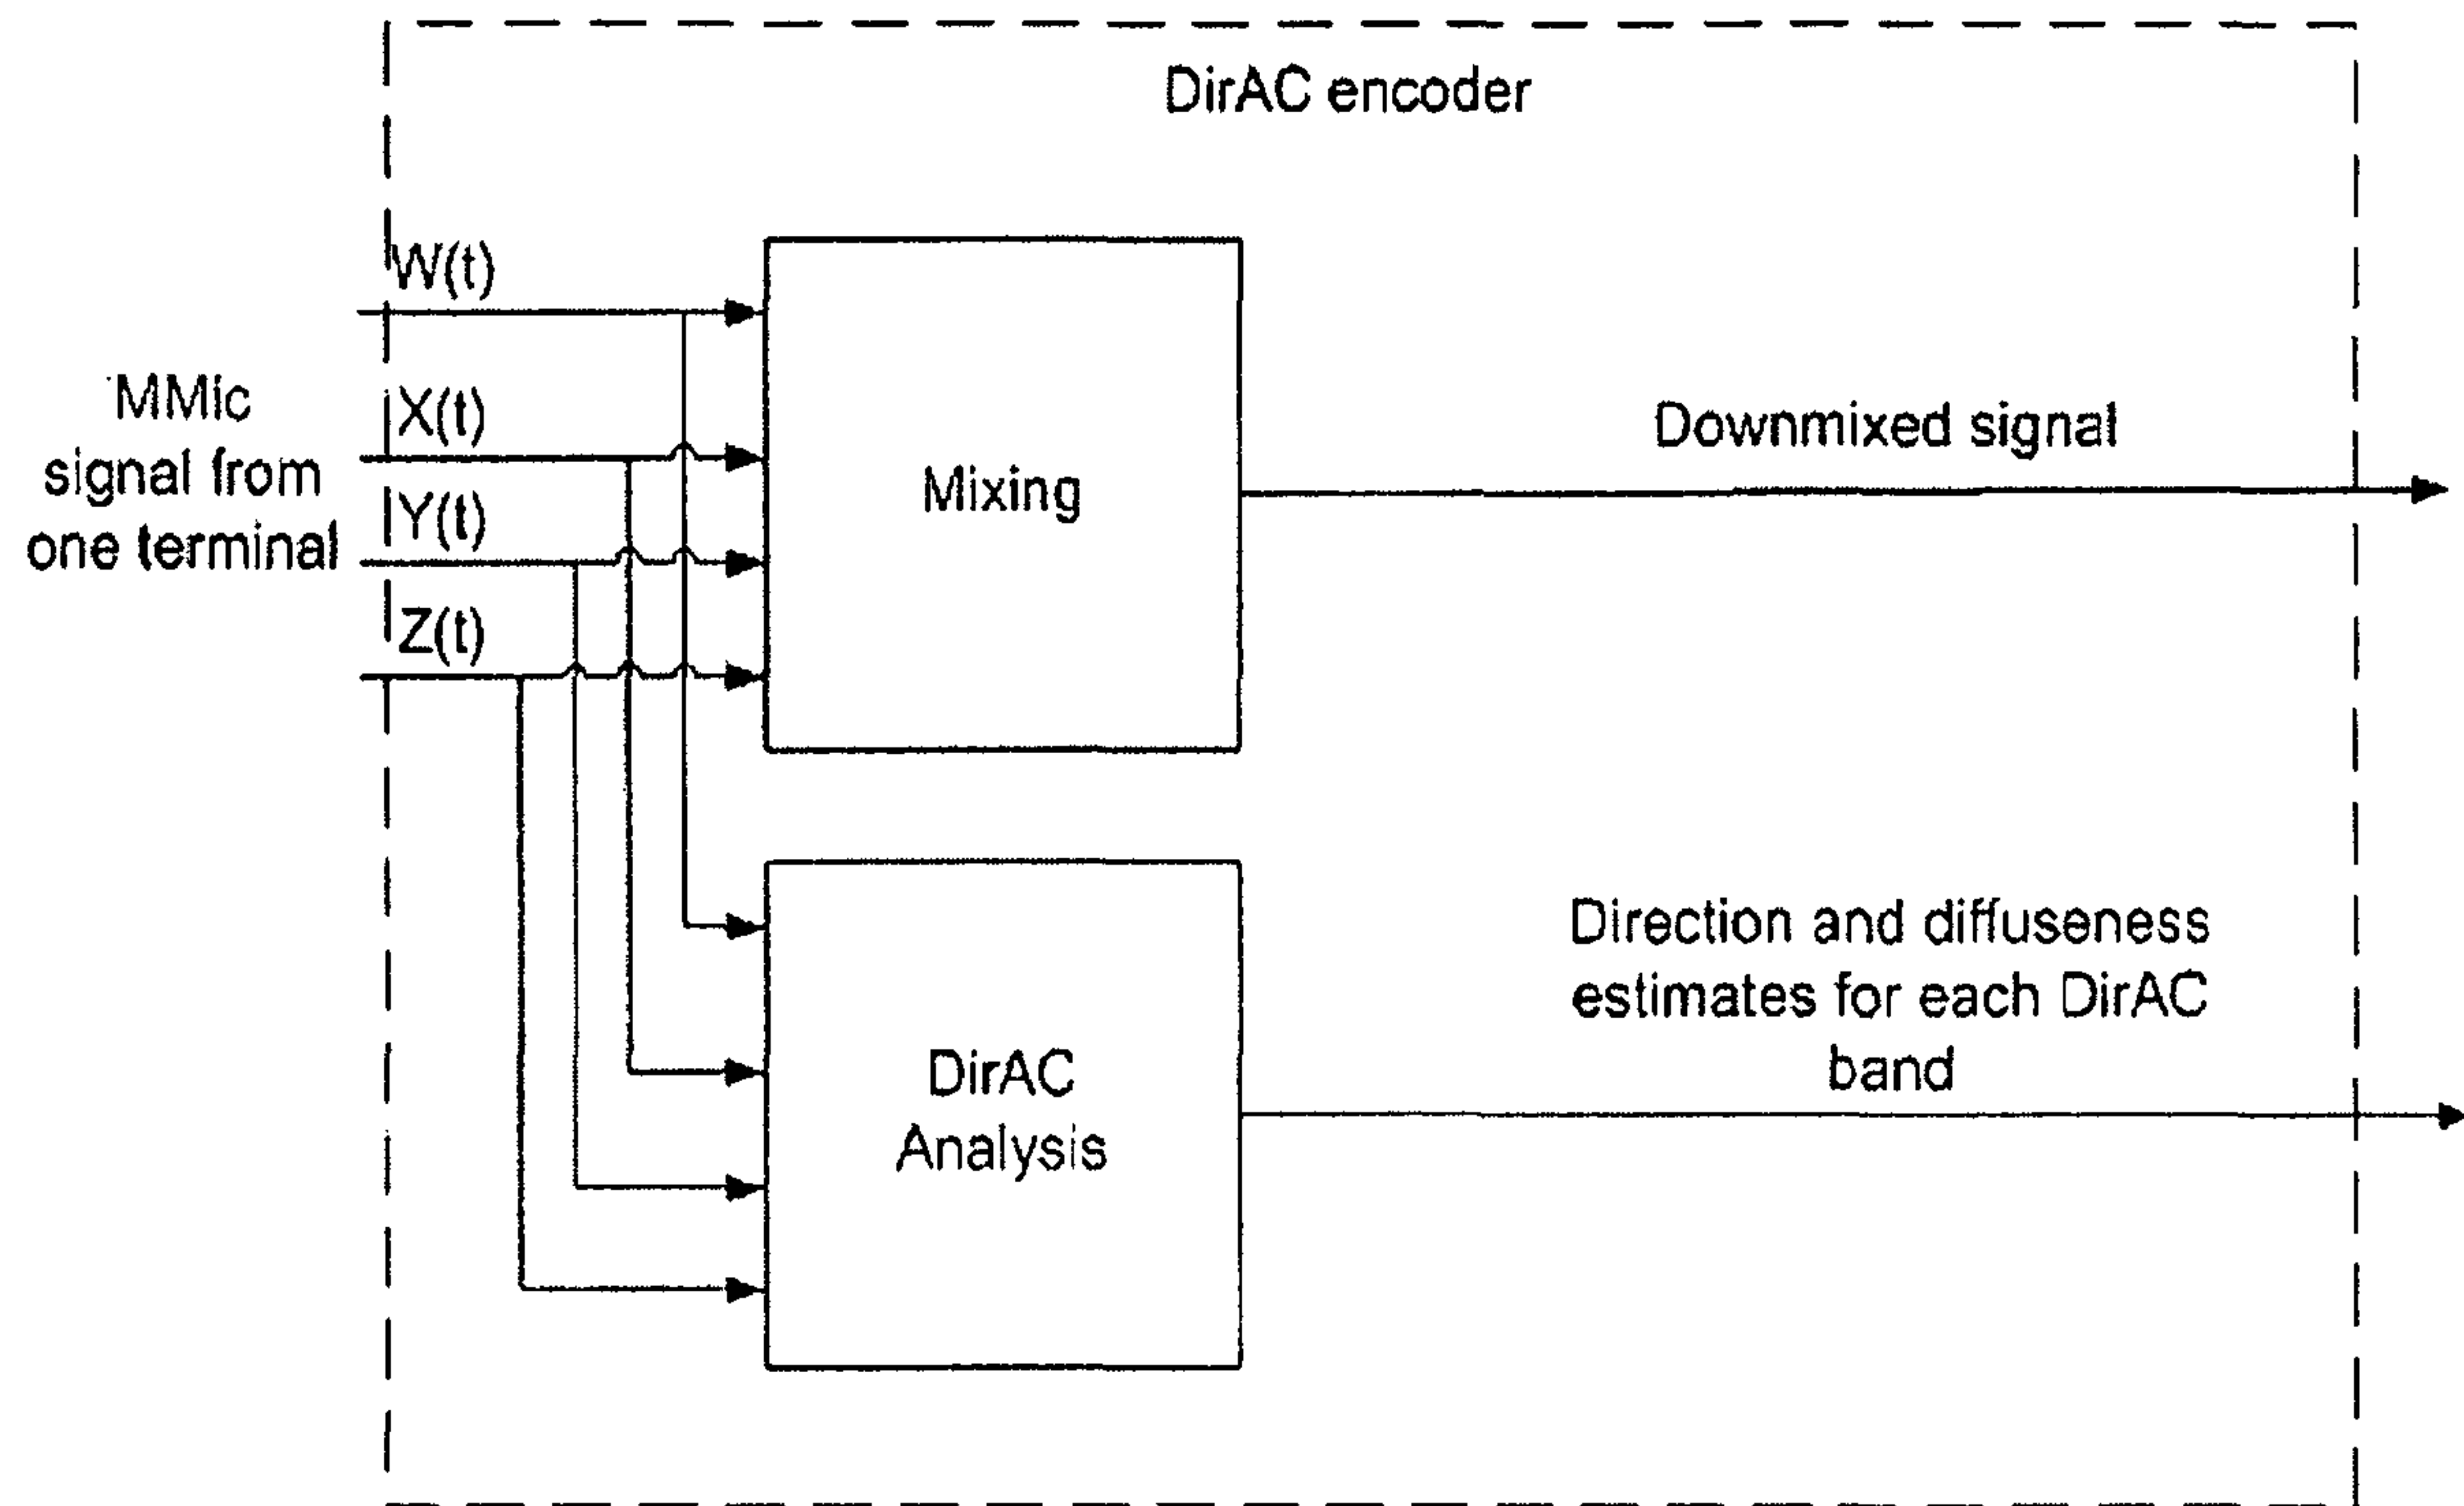 DirAC encoder
W(t)
X(t)
Y(t)
Z(t)
MMic
signal from
one terminal
Mixing
Downmixed signal
DirAC
Analysis
Direction and diffuseness
estimates for each DirAC
band